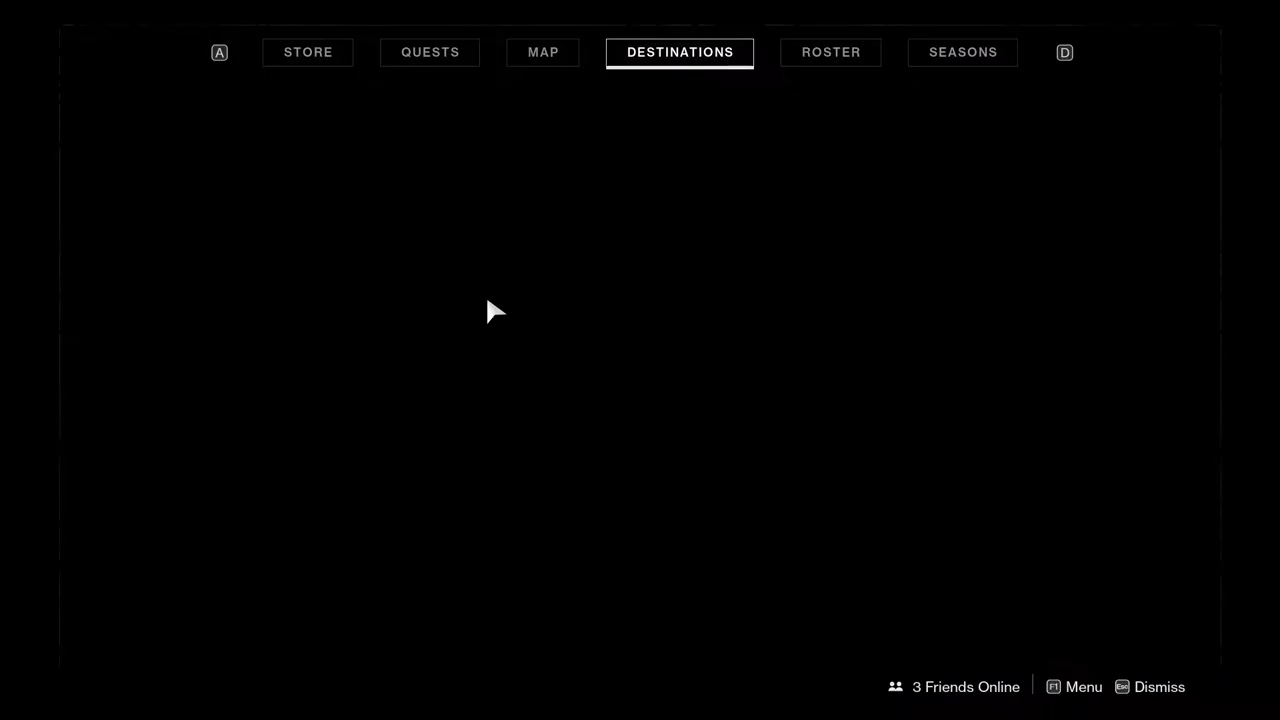 A STORE QUESTS MAP DESTINATIONS ROSTER SEASONS D
3 Friends Online F1 Menu Esc Dismiss